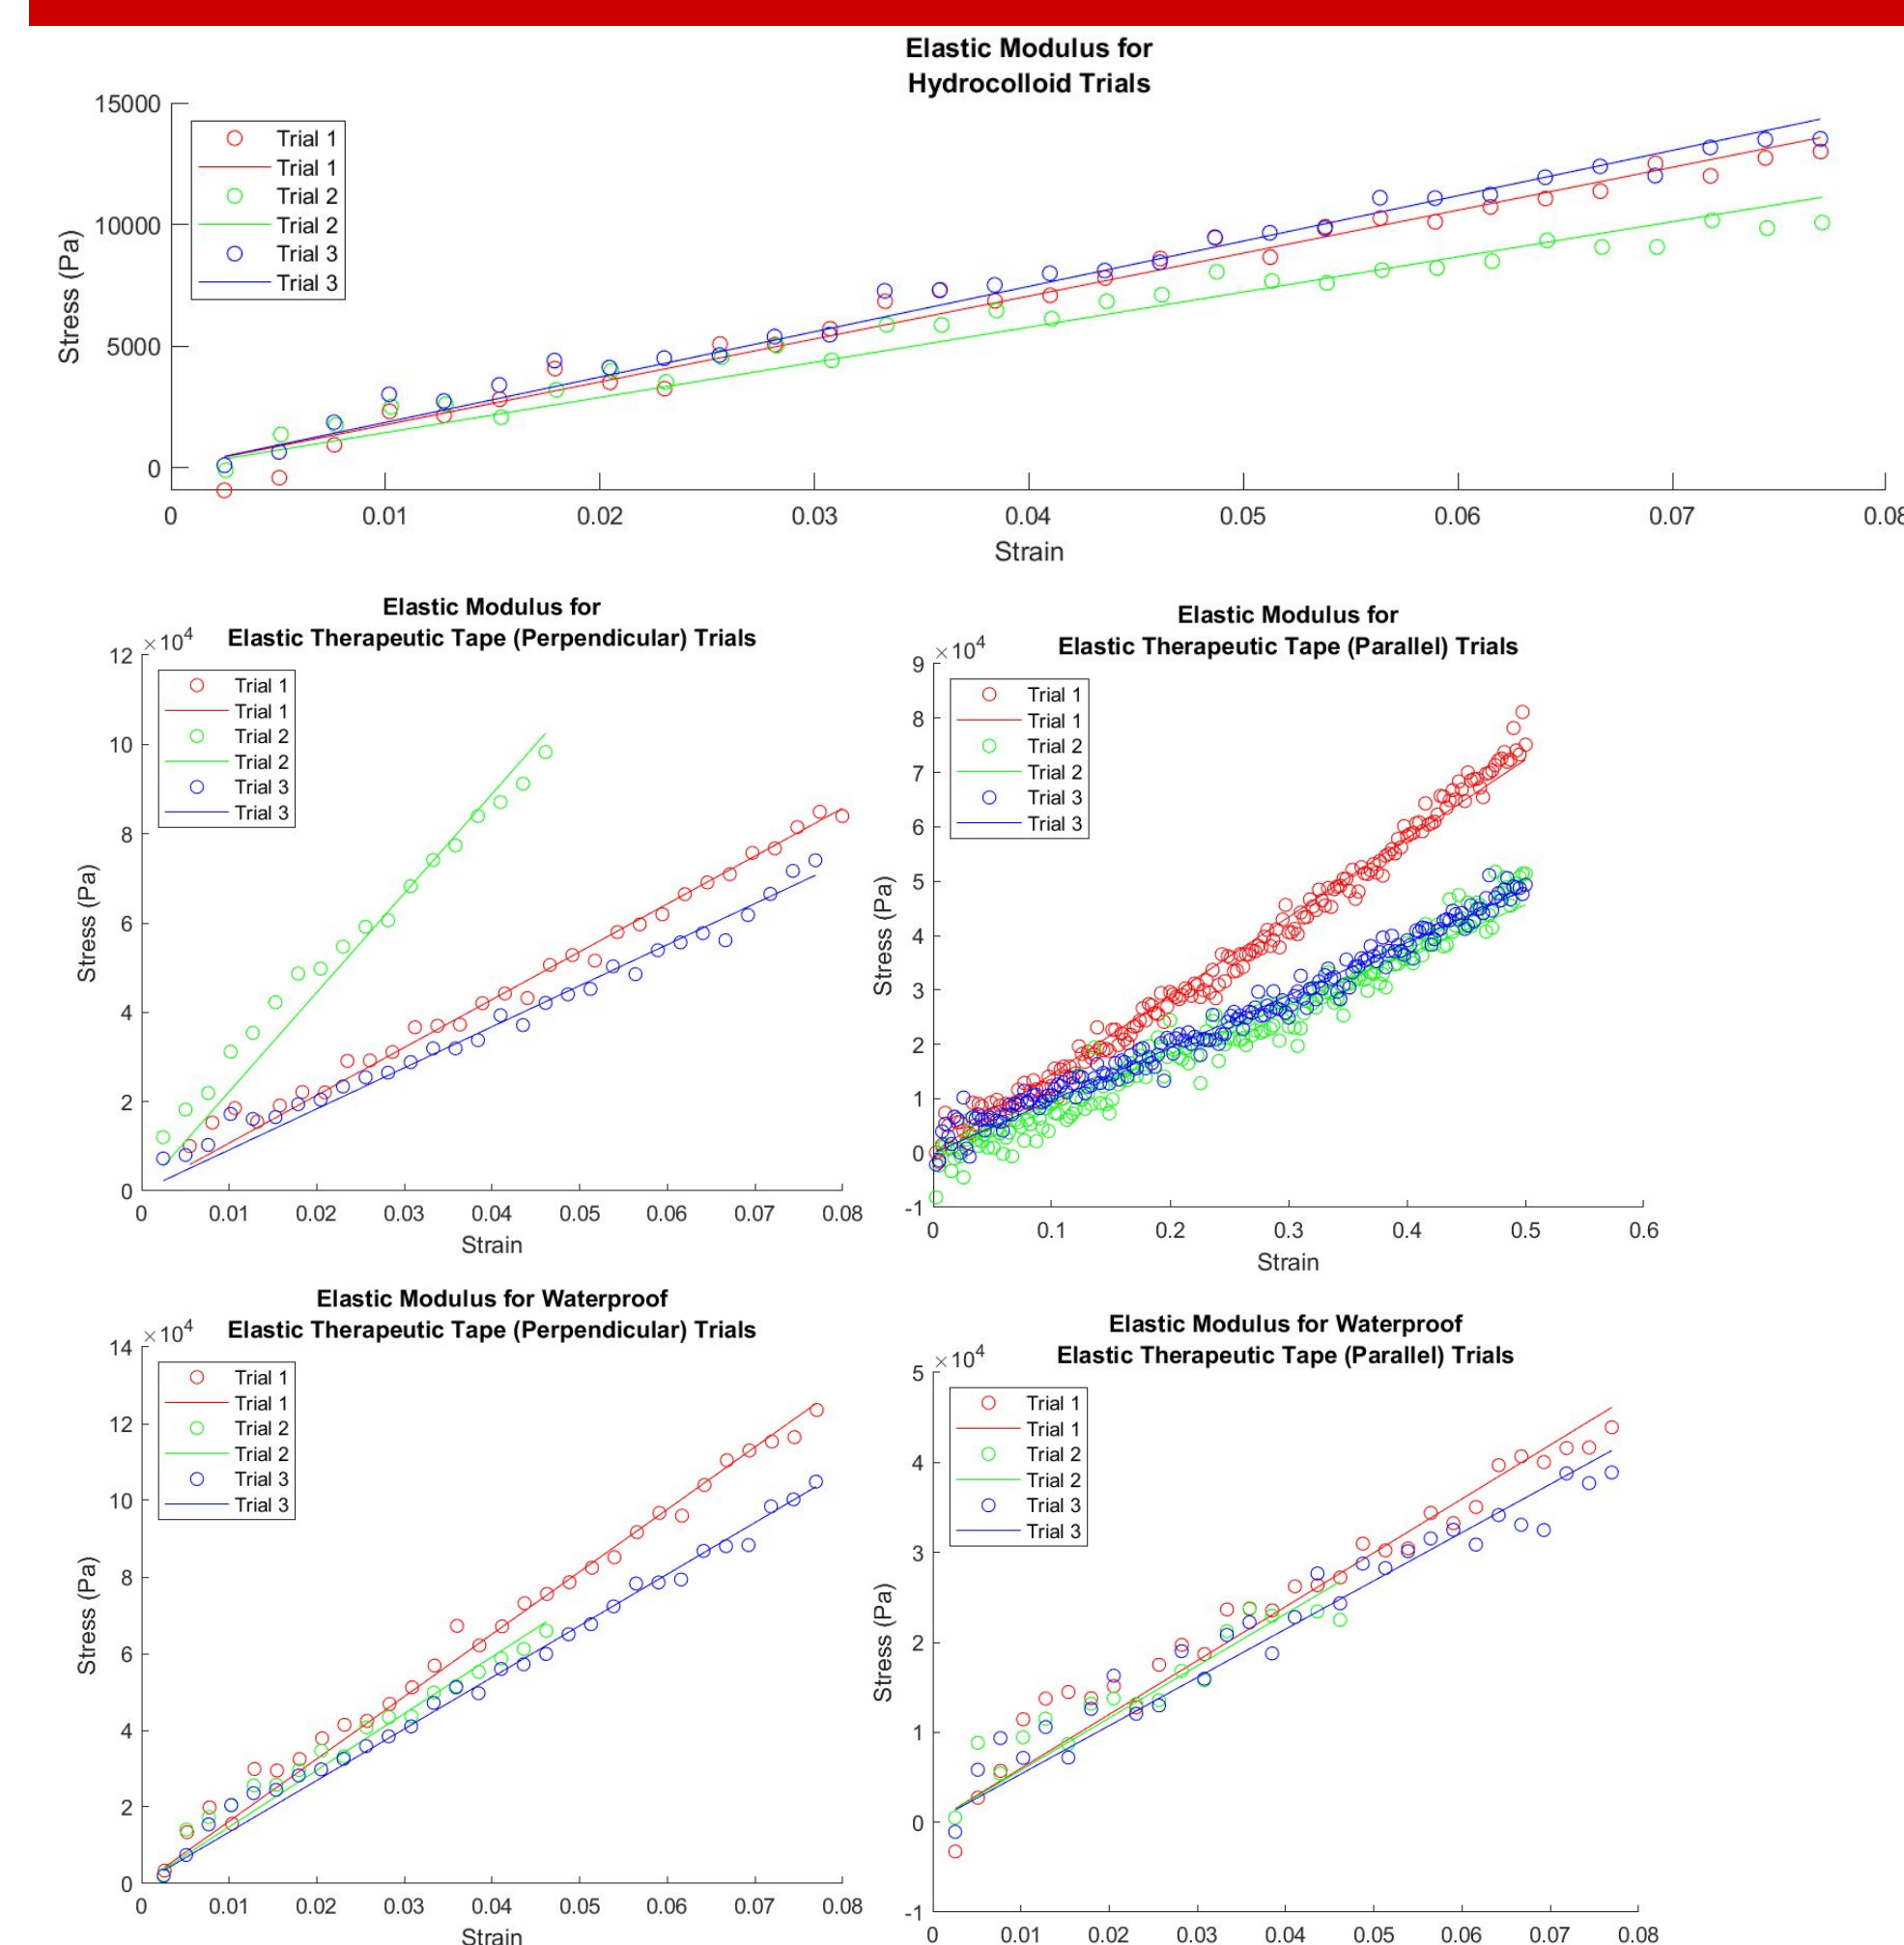 Elastic Modulus for
Hydrocolloid Trials
15000
10000
5000
0
Stress (Pa)
Trial 1
Trial 1
Trial 2
Trial 2
Trial 3
Trial 3
0 0.01 0.02 0.03 0.04 0.05 0.06 0.07 0.08
Strain
Elastic Modulus for
Elastic Therapeutic Tape (Perpendicular) Trials
×10⁴
12
10
8
6
4
2
0
Stress (Pa)
Trial 1
Trial 1
Trial 2
Trial 2
Trial 3
Trial 3
0 0.01 0.02 0.03 0.04 0.05 0.06 0.07 0.08
Strain
Elastic Modulus for
Elastic Therapeutic Tape (Parallel) Trials
×10⁴
9
8
7
6
5
4
3
2
1
0
-1
Stress (Pa)
Trial 1
Trial 1
Trial 2
Trial 2
Trial 3
Trial 3
0 0.1 0.2 0.3 0.4 0.5 0.6
Strain
Elastic Modulus for Waterproof
Elastic Therapeutic Tape (Perpendicular) Trials
×10⁴
14
12
10
8
6
4
2
0
Stress (Pa)
Trial 1
Trial 1
Trial 2
Trial 2
Trial 3
Trial 3
0 0.01 0.02 0.03 0.04 0.05 0.06 0.07 0.08
Strain
Elastic Modulus for Waterproof
Elastic Therapeutic Tape (Parallel) Trials
×10⁴
5
4
3
2
1
0
-1
Stress (Pa)
Trial 1
Trial 1
Trial 2
Trial 2
Trial 3
Trial 3
0 0.01 0.02 0.03 0.04 0.05 0.06 0.07 0.08